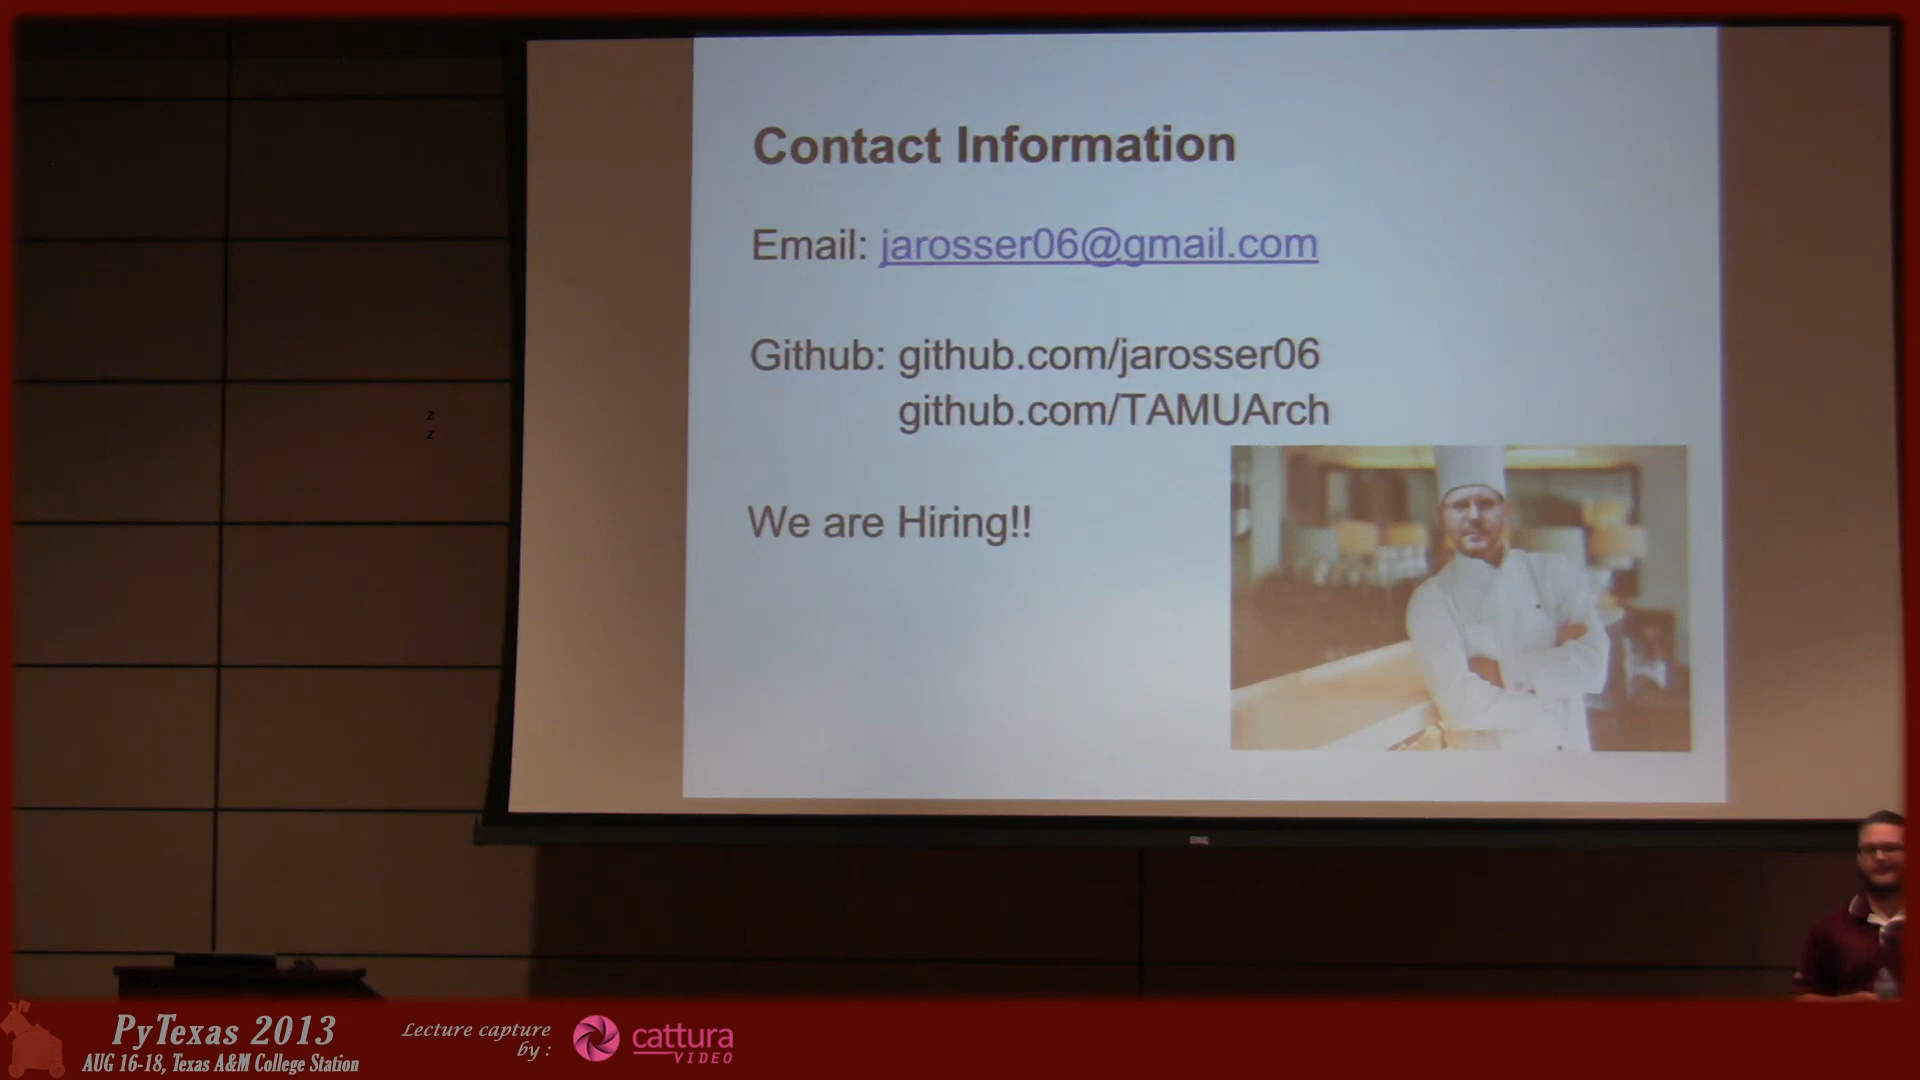 Contact Information
Email: jarosser06@gmail.com
Github: github.com/jarosser06
github.com/TAMUArch
We are Hiring!!
z
z
PyTexas 2013
AUG 16-18, Texas A&M College Station
Lecture capture
by :
cattura
VIDEO